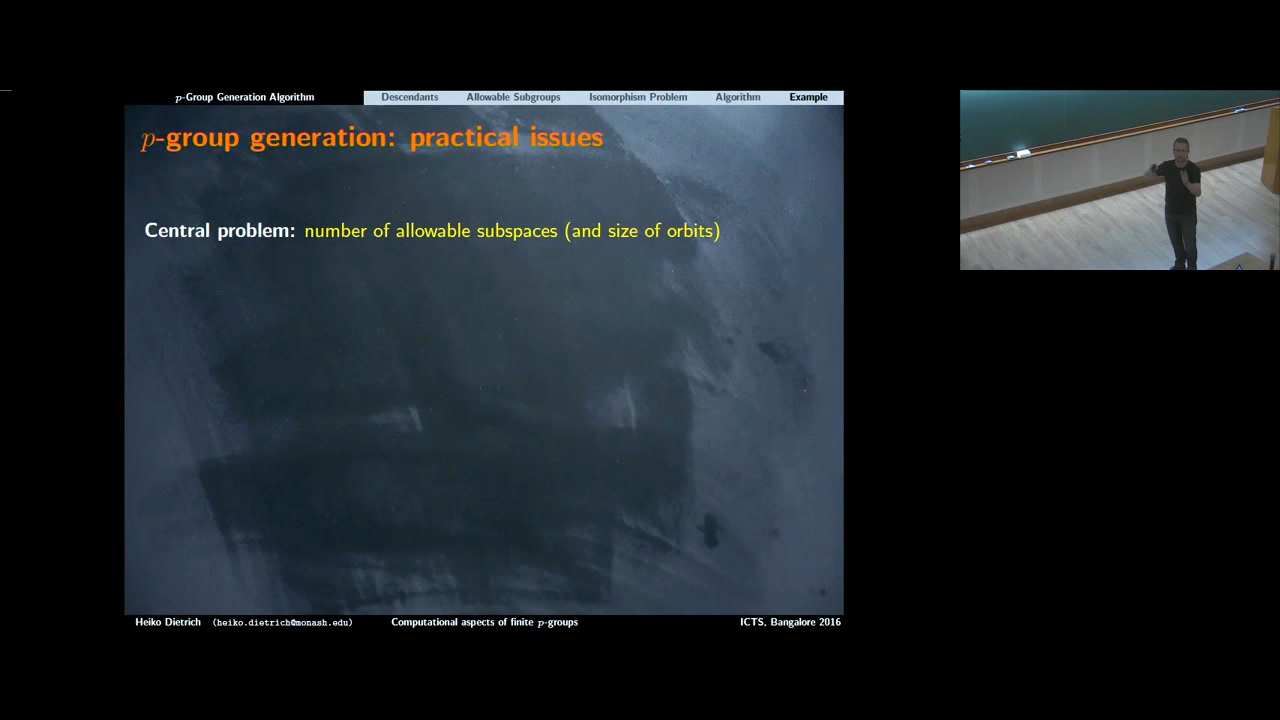 p-Group Generation Algorithm Descendants Allowable Subgroups Isomorphism Problem Algorithm Example
p-group generation: practical issues
Central problem: number of allowable subspaces (and size of orbits)
Heiko Dietrich (heiko.dietrich@monash.edu) Computational aspects of finite p-groups ICTS, Bangalore 2016